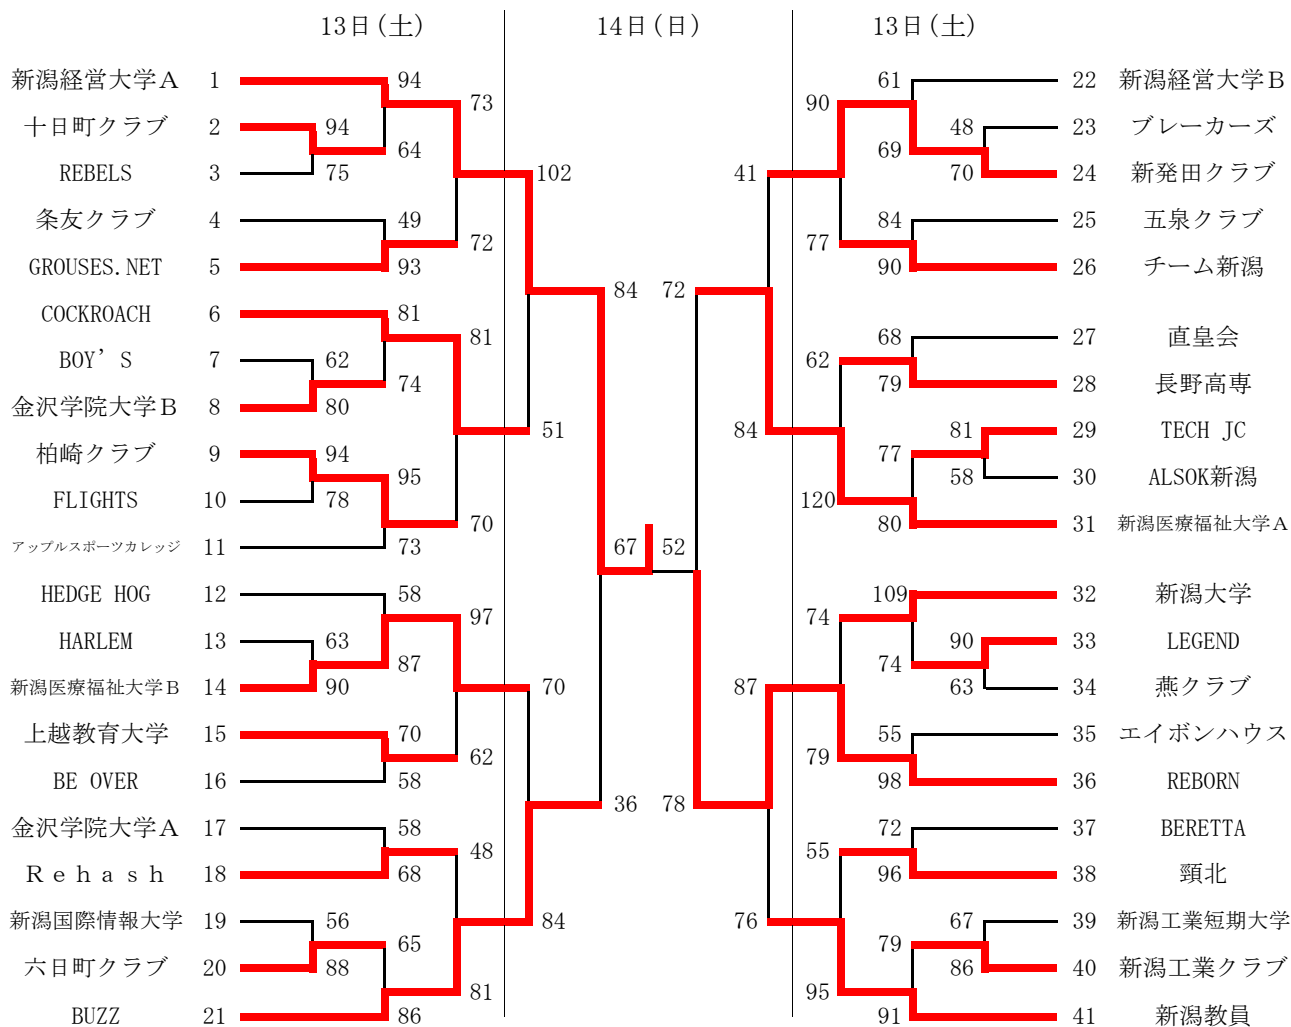 13日(土) 14日(日) 13日(土)
新潟経営大学A 1 94 61 22 新潟経営大学B
73 90
十日町クラブ 2 94 48 23 ブレーカーズ
64 69
REBELS 3 75 102 41 70 24 新発田クラブ
条友クラブ 4 49 84 25 五泉クラブ
72 77
GROUSES.NET 5 93 90 26 チーム新潟
84 72
COCKROACH 6 81
81 68 27 直皇会
BOY'S 7 62 62
74 79 28 長野高専
金沢学院大学B 8 80
51 84 81 29 TECH JC
柏崎クラブ 9 94 77
95 58 30 ALSOK新潟
FLIGHTS 10 78 120
70 80 31 新潟医療福祉大学A
アップルスポーツカレッジ 11 73 67 52
HEDGE HOG 12 58 109 32 新潟大学
97 74
HARLEM 13 63 90 33 LEGEND
87 74
新潟医療福祉大学B 14 90 70 87 63 34 燕クラブ
上越教育大学 15 70 55 35 エイボンハウス
62 79
BE OVER 16 58 98 36 REBORN
36 78
金沢学院大学A 17 58 72 37 BERETTA
48 55
Rehash 18 68 96 38 頸北
新潟国際情報大学 19 56 84 76 67 39 新潟工業短期大学
65 79
六日町クラブ 20 88 86 40 新潟工業クラブ
81 95
BUZZ 21 86 91 41 新潟教員